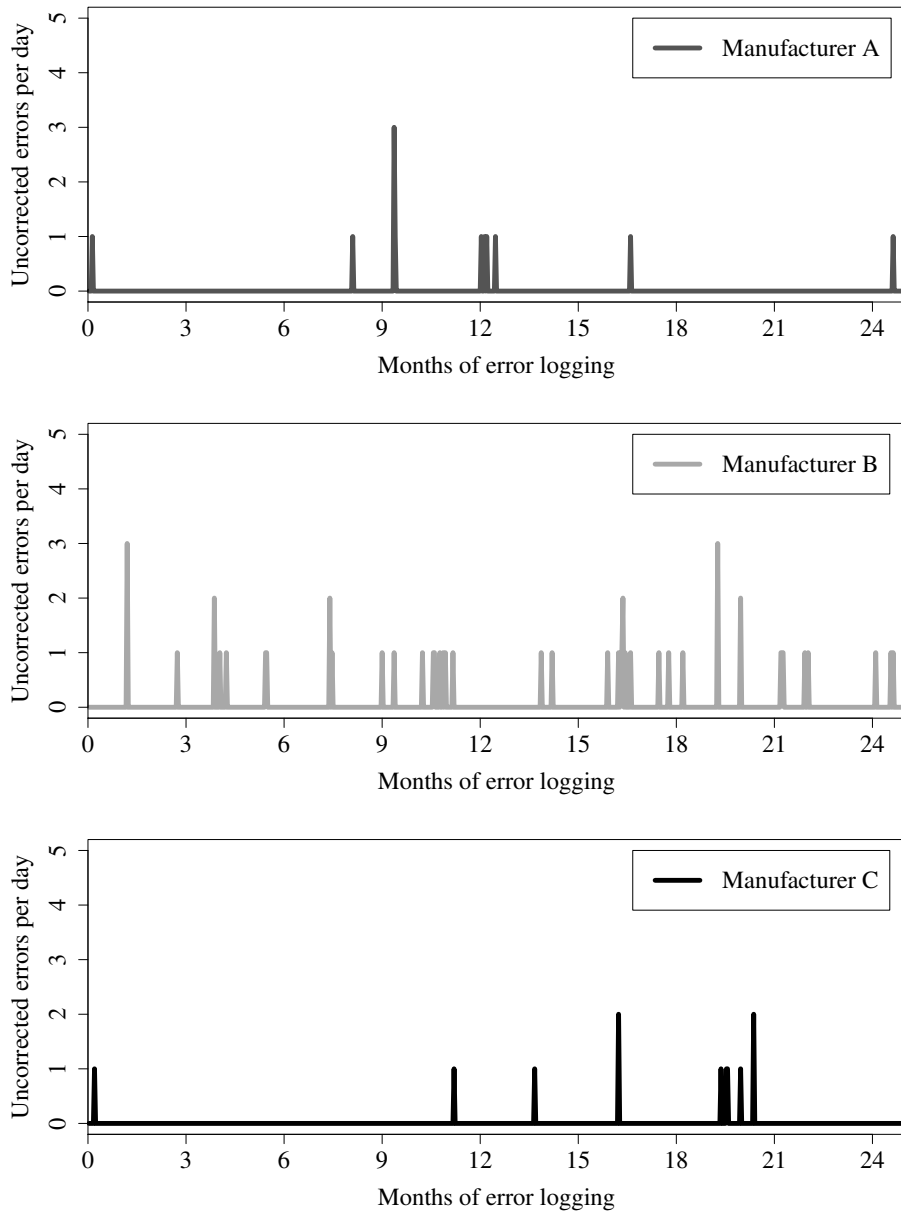 Uncorrected errors per day
5
4
3
2
1
0
Manufacturer A
0 3 6 9 12 15 18 21 24
Months of error logging
Uncorrected errors per day
5
4
3
2
1
0
Manufacturer B
0 3 6 9 12 15 18 21 24
Months of error logging
Uncorrected errors per day
5
4
3
2
1
0
Manufacturer C
0 3 6 9 12 15 18 21 24
Months of error logging